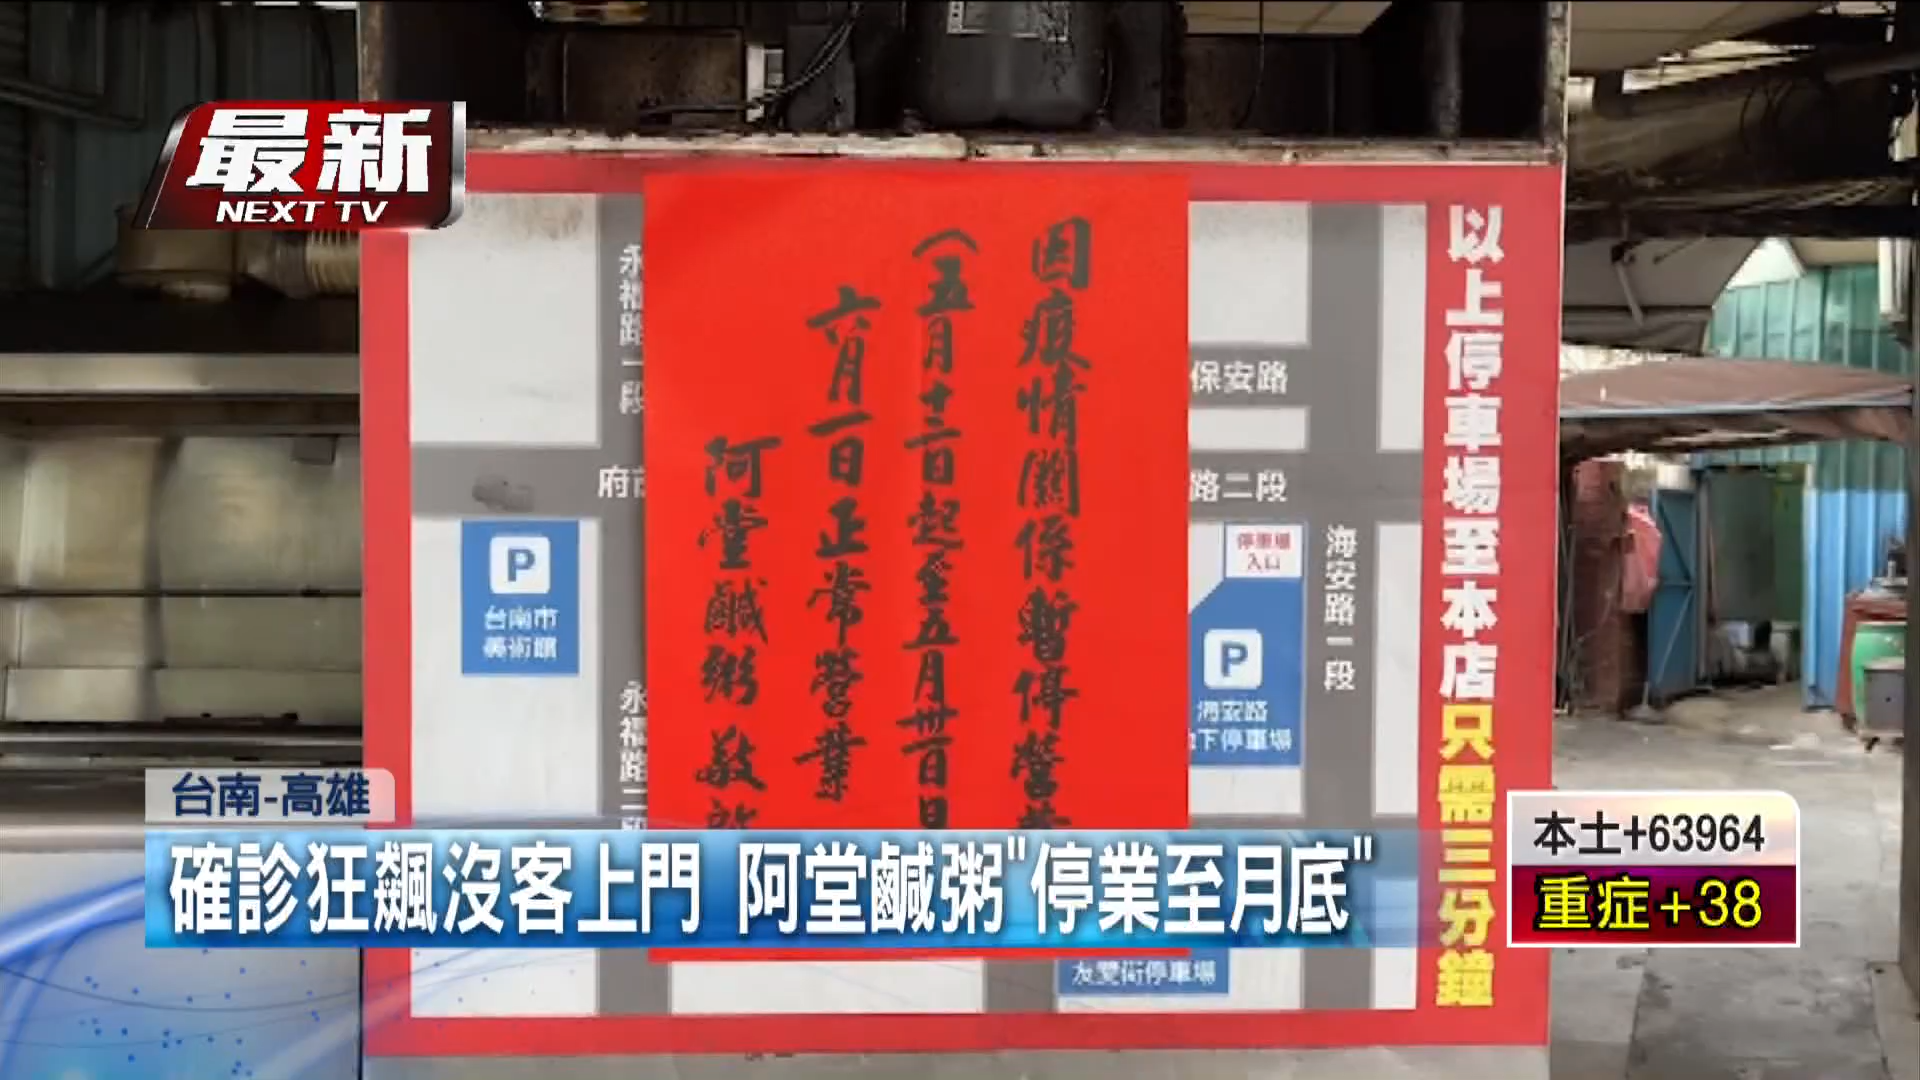 最新
NEXT TV
因疫情關係暫停營業
(五月十三日起至五月卅一日
六月一日正常營業
阿堂鹹粥 敬啟
永福路一段
保安路
路二段
P
台南市
美術館
停車場
入口
P
海安路
地下停車場
海安路一段
永福路二段
友愛街停車場
以上停車場至本店只需三分鐘
台南-高雄
確診狂飆沒客上門 阿堂鹹粥"停業至月底"
本土+63964
重症+38